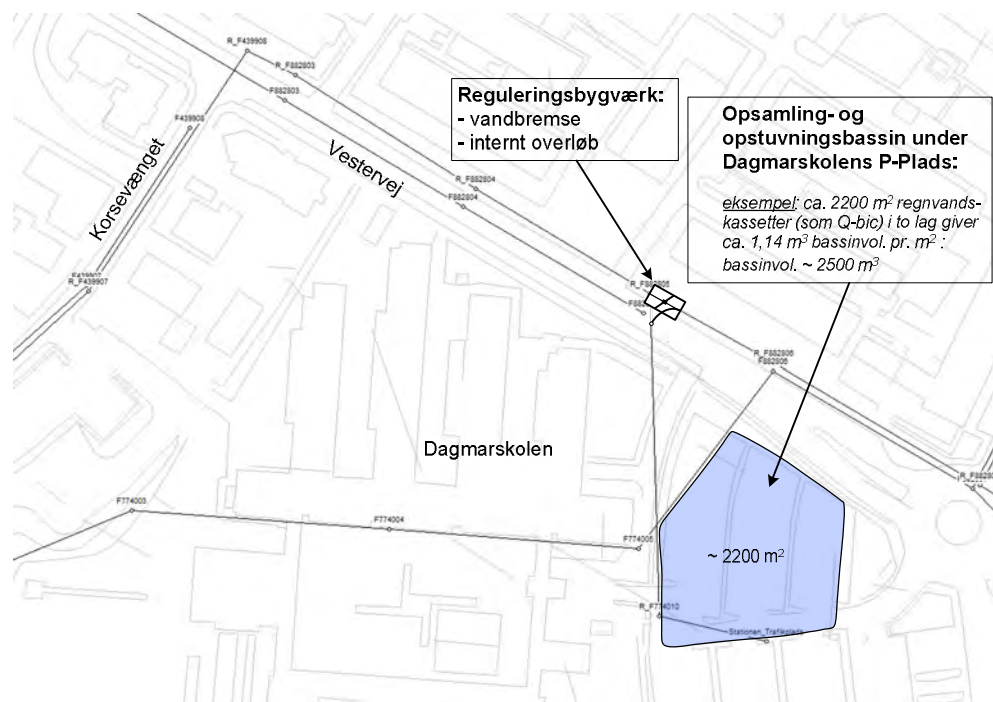 R_F439908
R_F882803
F882803
F439908
Korsevænget
Vestervej
Reguleringsbygværk:
- vandbremse
- internt overløb
Opsamling- og
opstuvningsbassin under
Dagmarskolens P-Plads:
eksempel: ca. 2200 m² regnvands-
kassetter (som Q-bic) i to lag giver
ca. 1,14 m³ bassinvol. pr. m² :
bassinvol. ~ 2500 m³
R_F882804
F882804
R_F439907
R_F882805
R_F882806
F882806
Dagmarskolen
F774003
F774004
F774005
~ 2200 m²
R_F774010
Stationen_Trafikplads